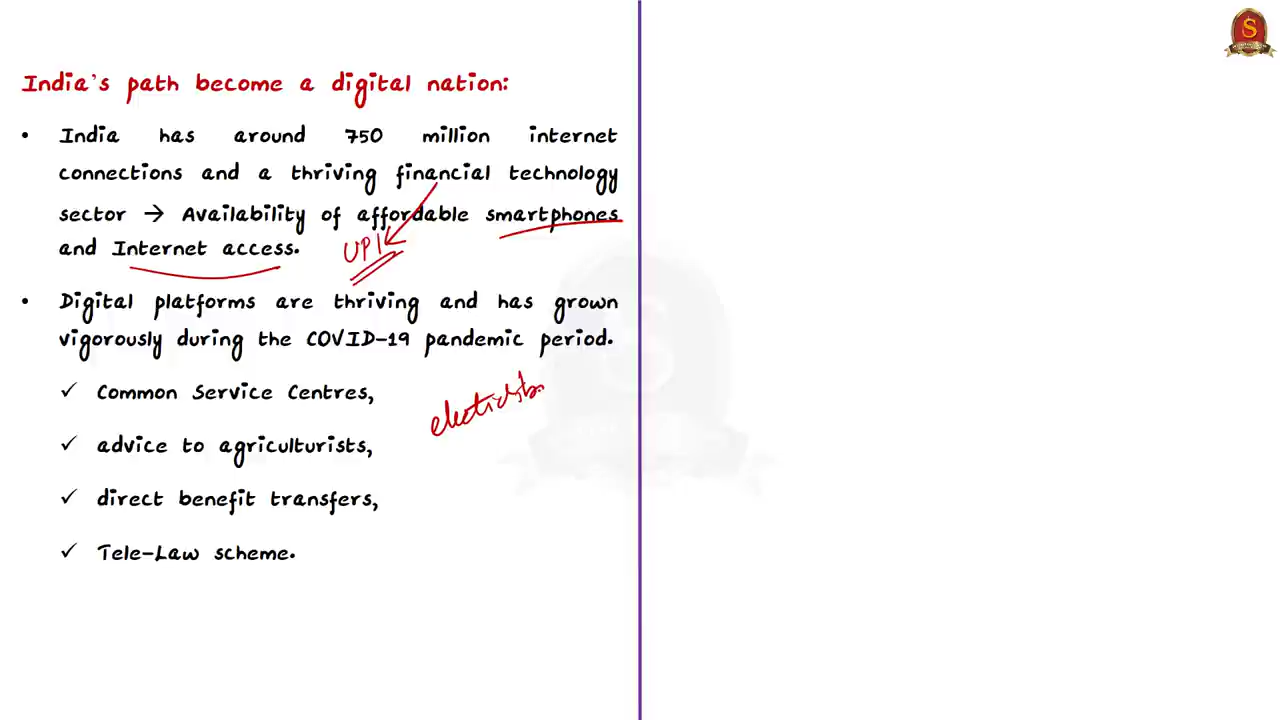 India's path become a digital nation:
• India has around 750 million internet
connections and a thriving financial technology
sector → Availability of affordable smartphones
and Internet access.
UPI
• Digital platforms are thriving and has grown
vigorously during the COVID-19 pandemic period.
✓ Common Service Centres,
✓ advice to agriculturists,
✓ direct benefit transfers,
✓ Tele-Law scheme.
S